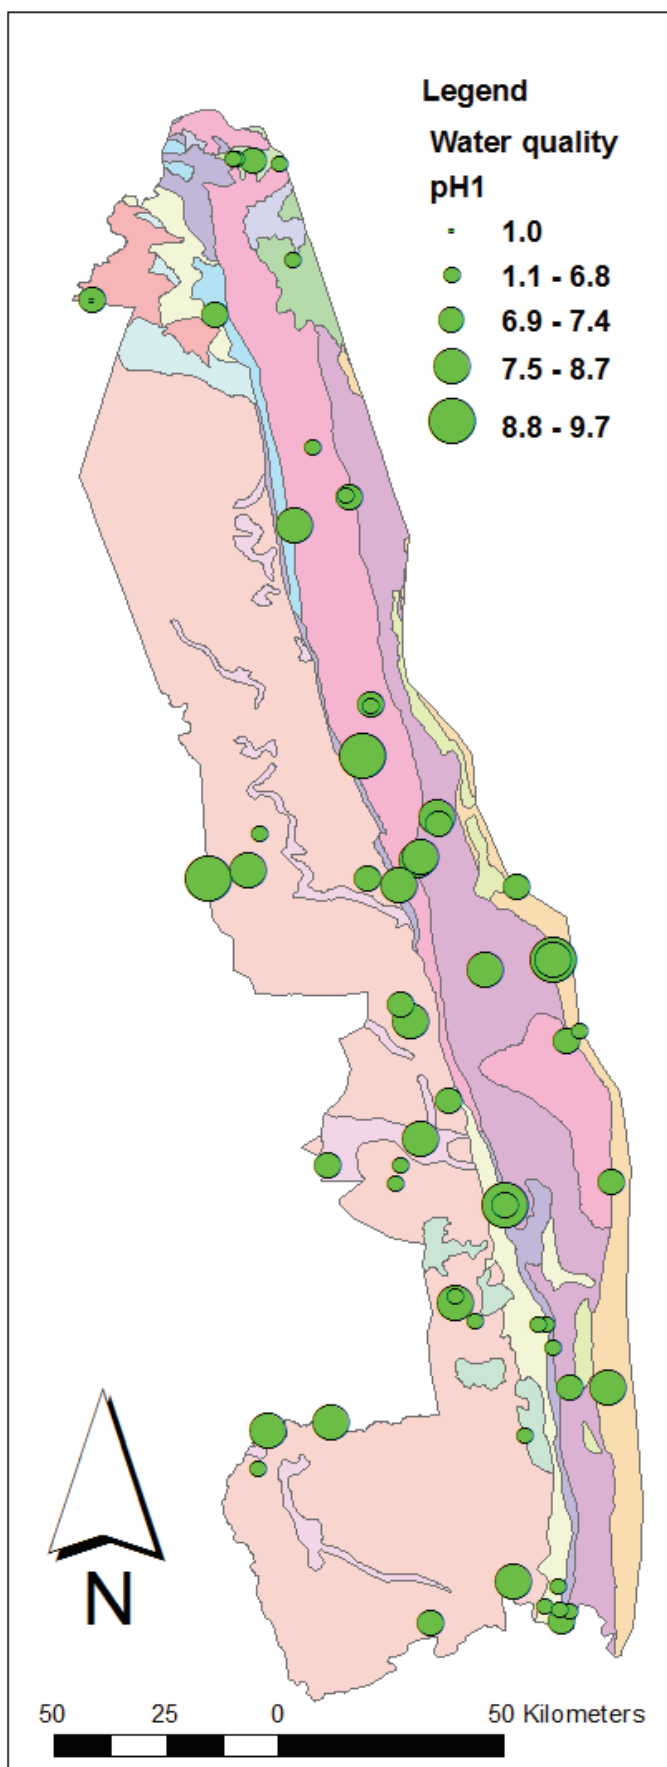 Legend
Water quality
pH1
1.0
1.1 - 6.8
6.9 - 7.4
7.5 - 8.7
8.8 - 9.7
N
50 25 0 50 Kilometers